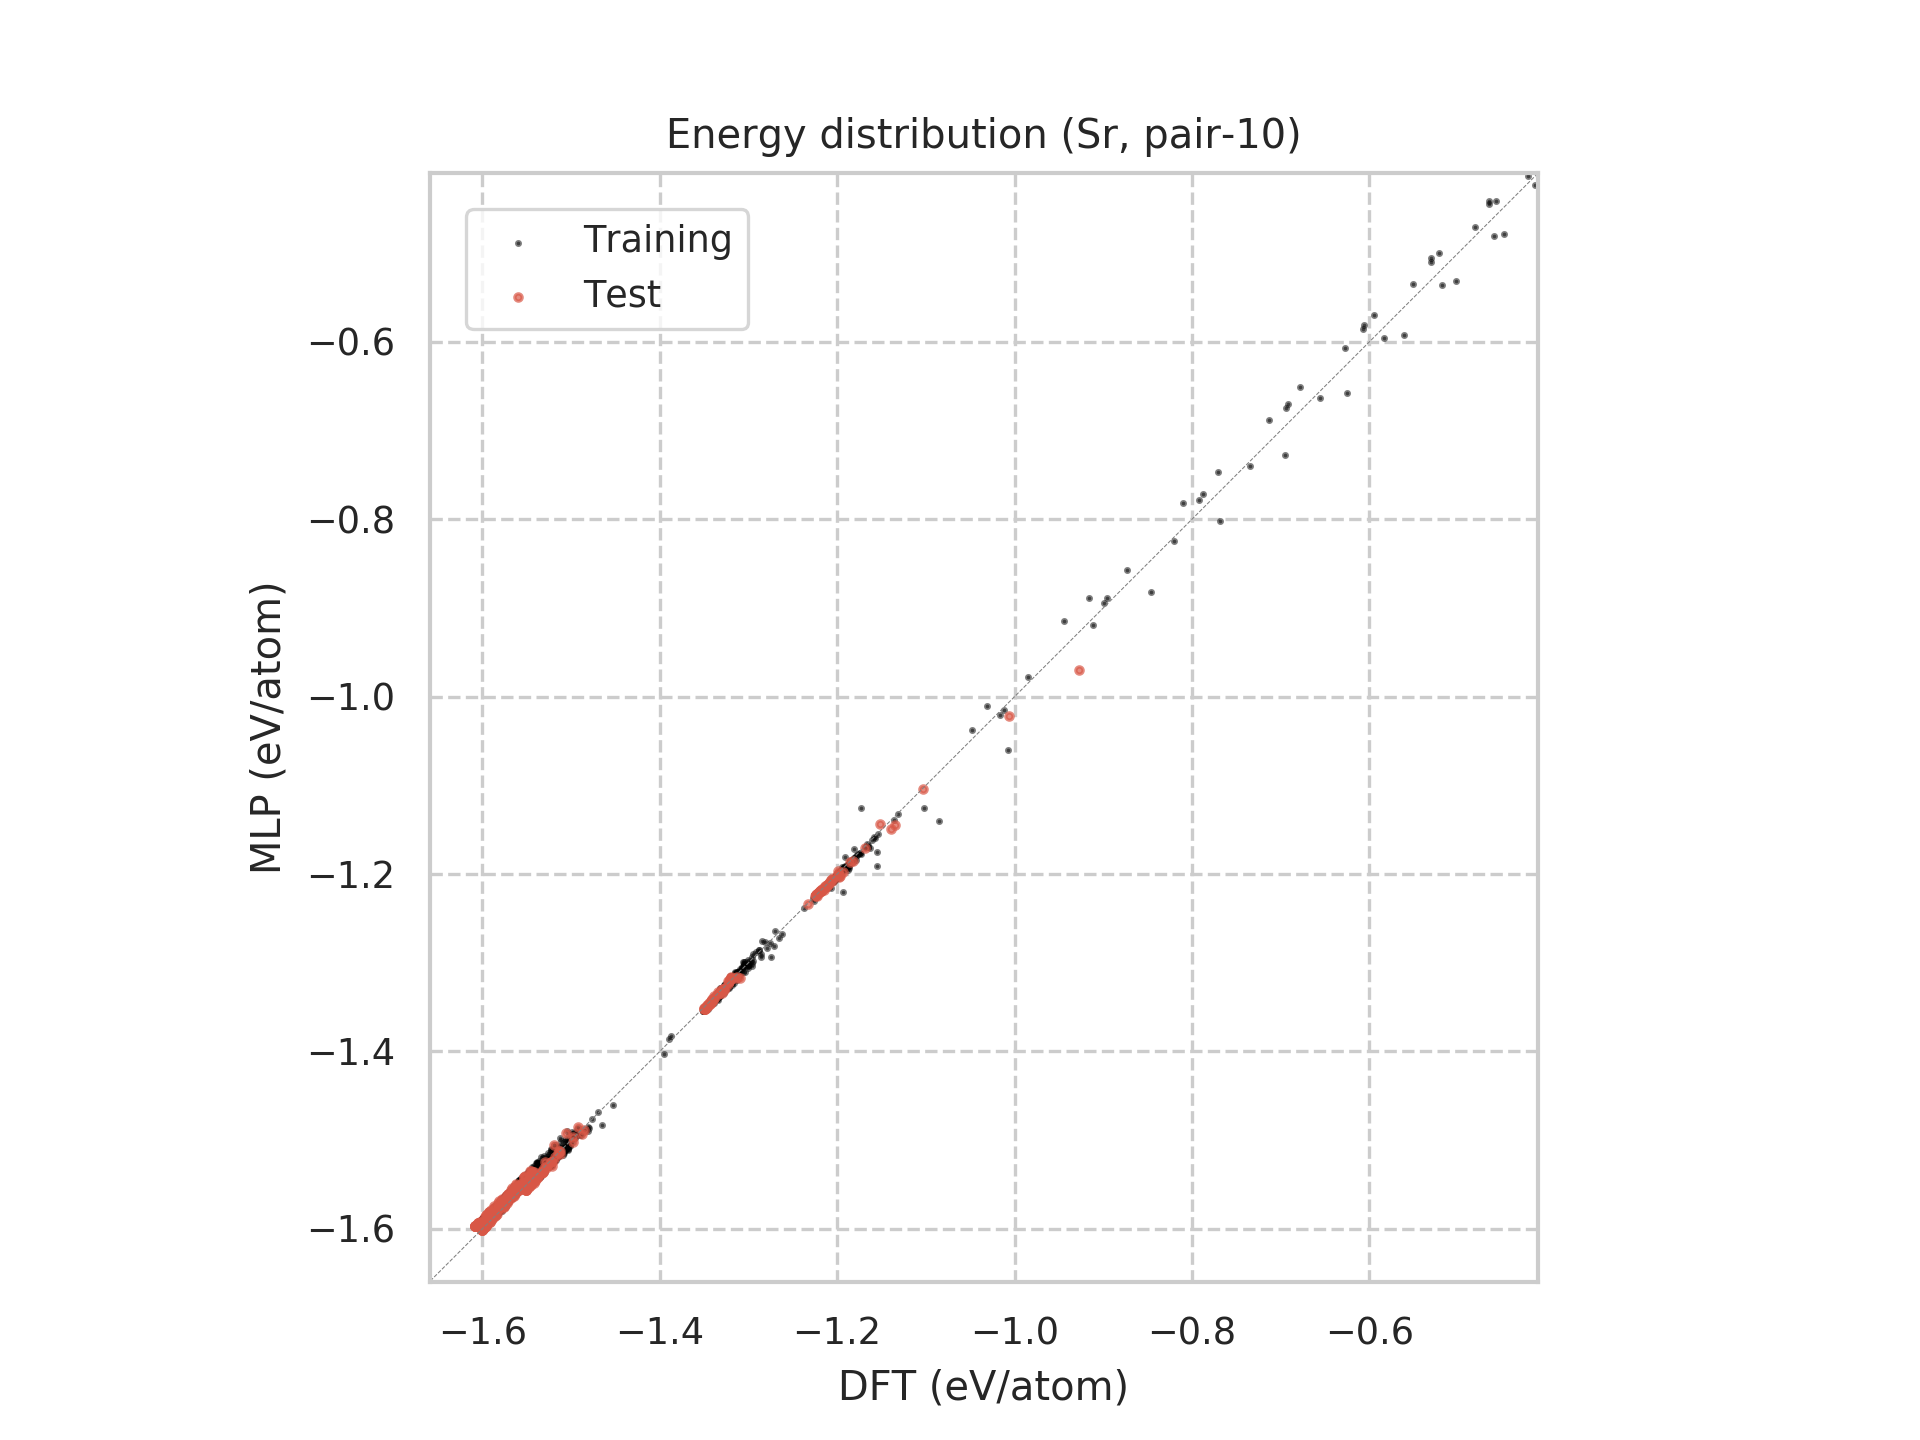 Energy distribution (Sr, pair-10)
Training
Test
−0.6
−0.8
−1.0
−1.2
−1.4
−1.6
MLP (eV/atom)
−1.6 −1.4 −1.2 −1.0 −0.8 −0.6
DFT (eV/atom)